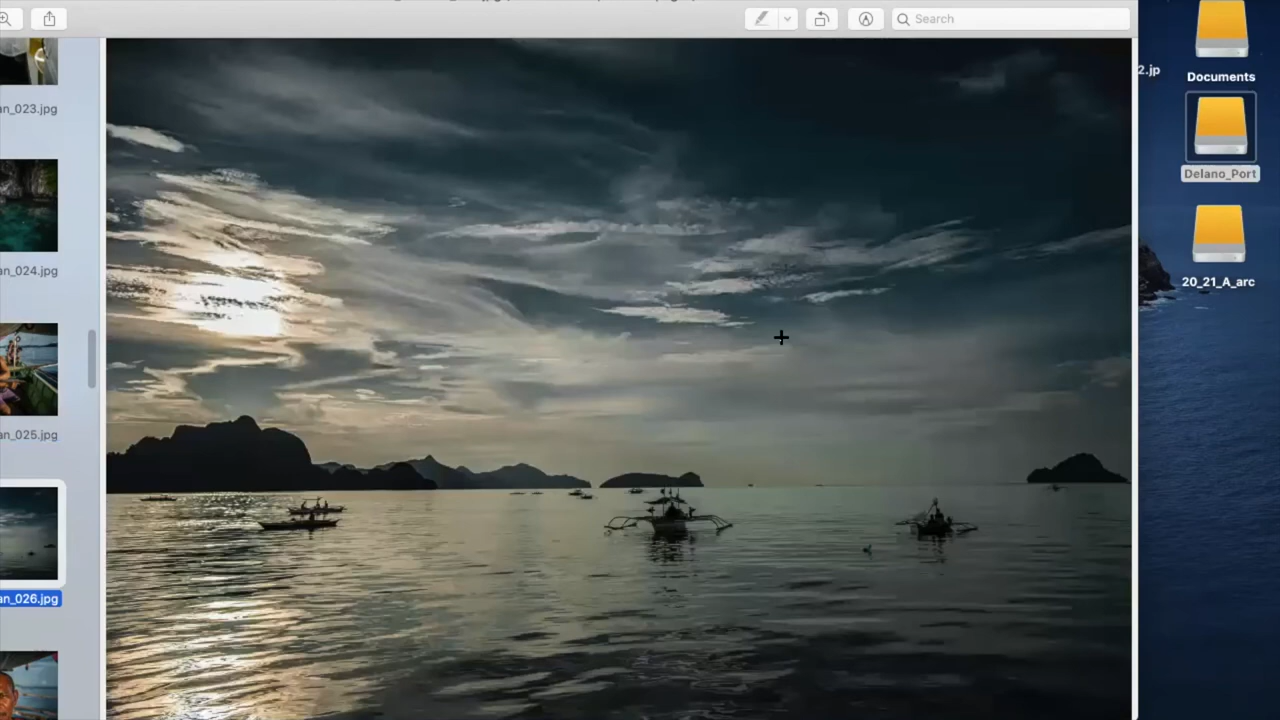 Search
an_023.jpg
an_024.jpg
an_025.jpg
an_026.jpg
2.jp
Documents
Delano_Port
20_21_A_arc